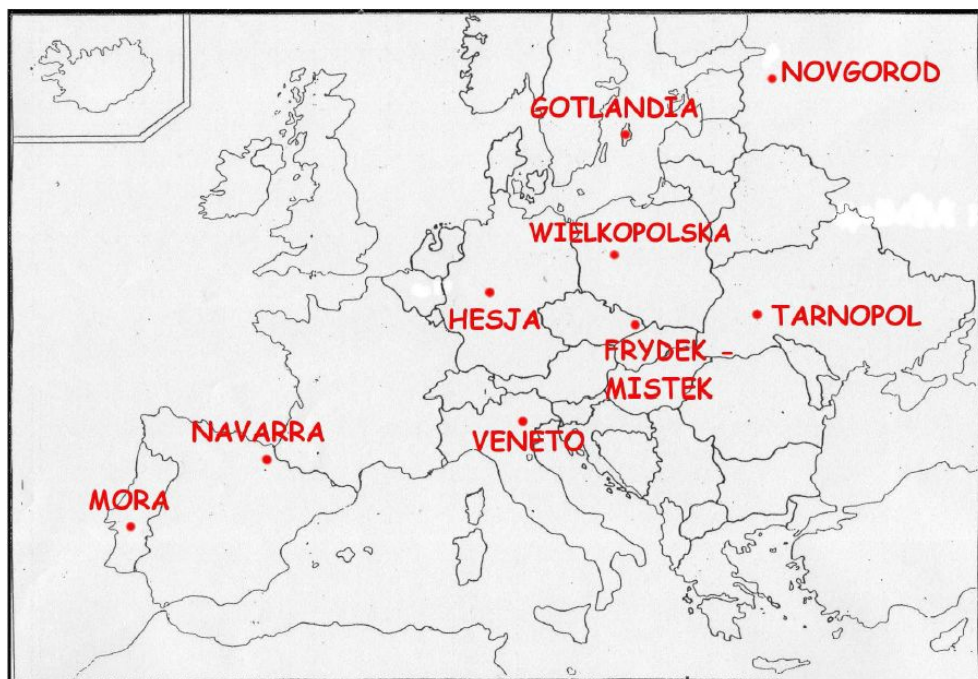 NOVGOROD
GOTLANDIA
WIELKOPOLSKA
HESJA
TARNOPOL
FRYDEK -
MISTEK
NAVARRA
VENETO
MORA